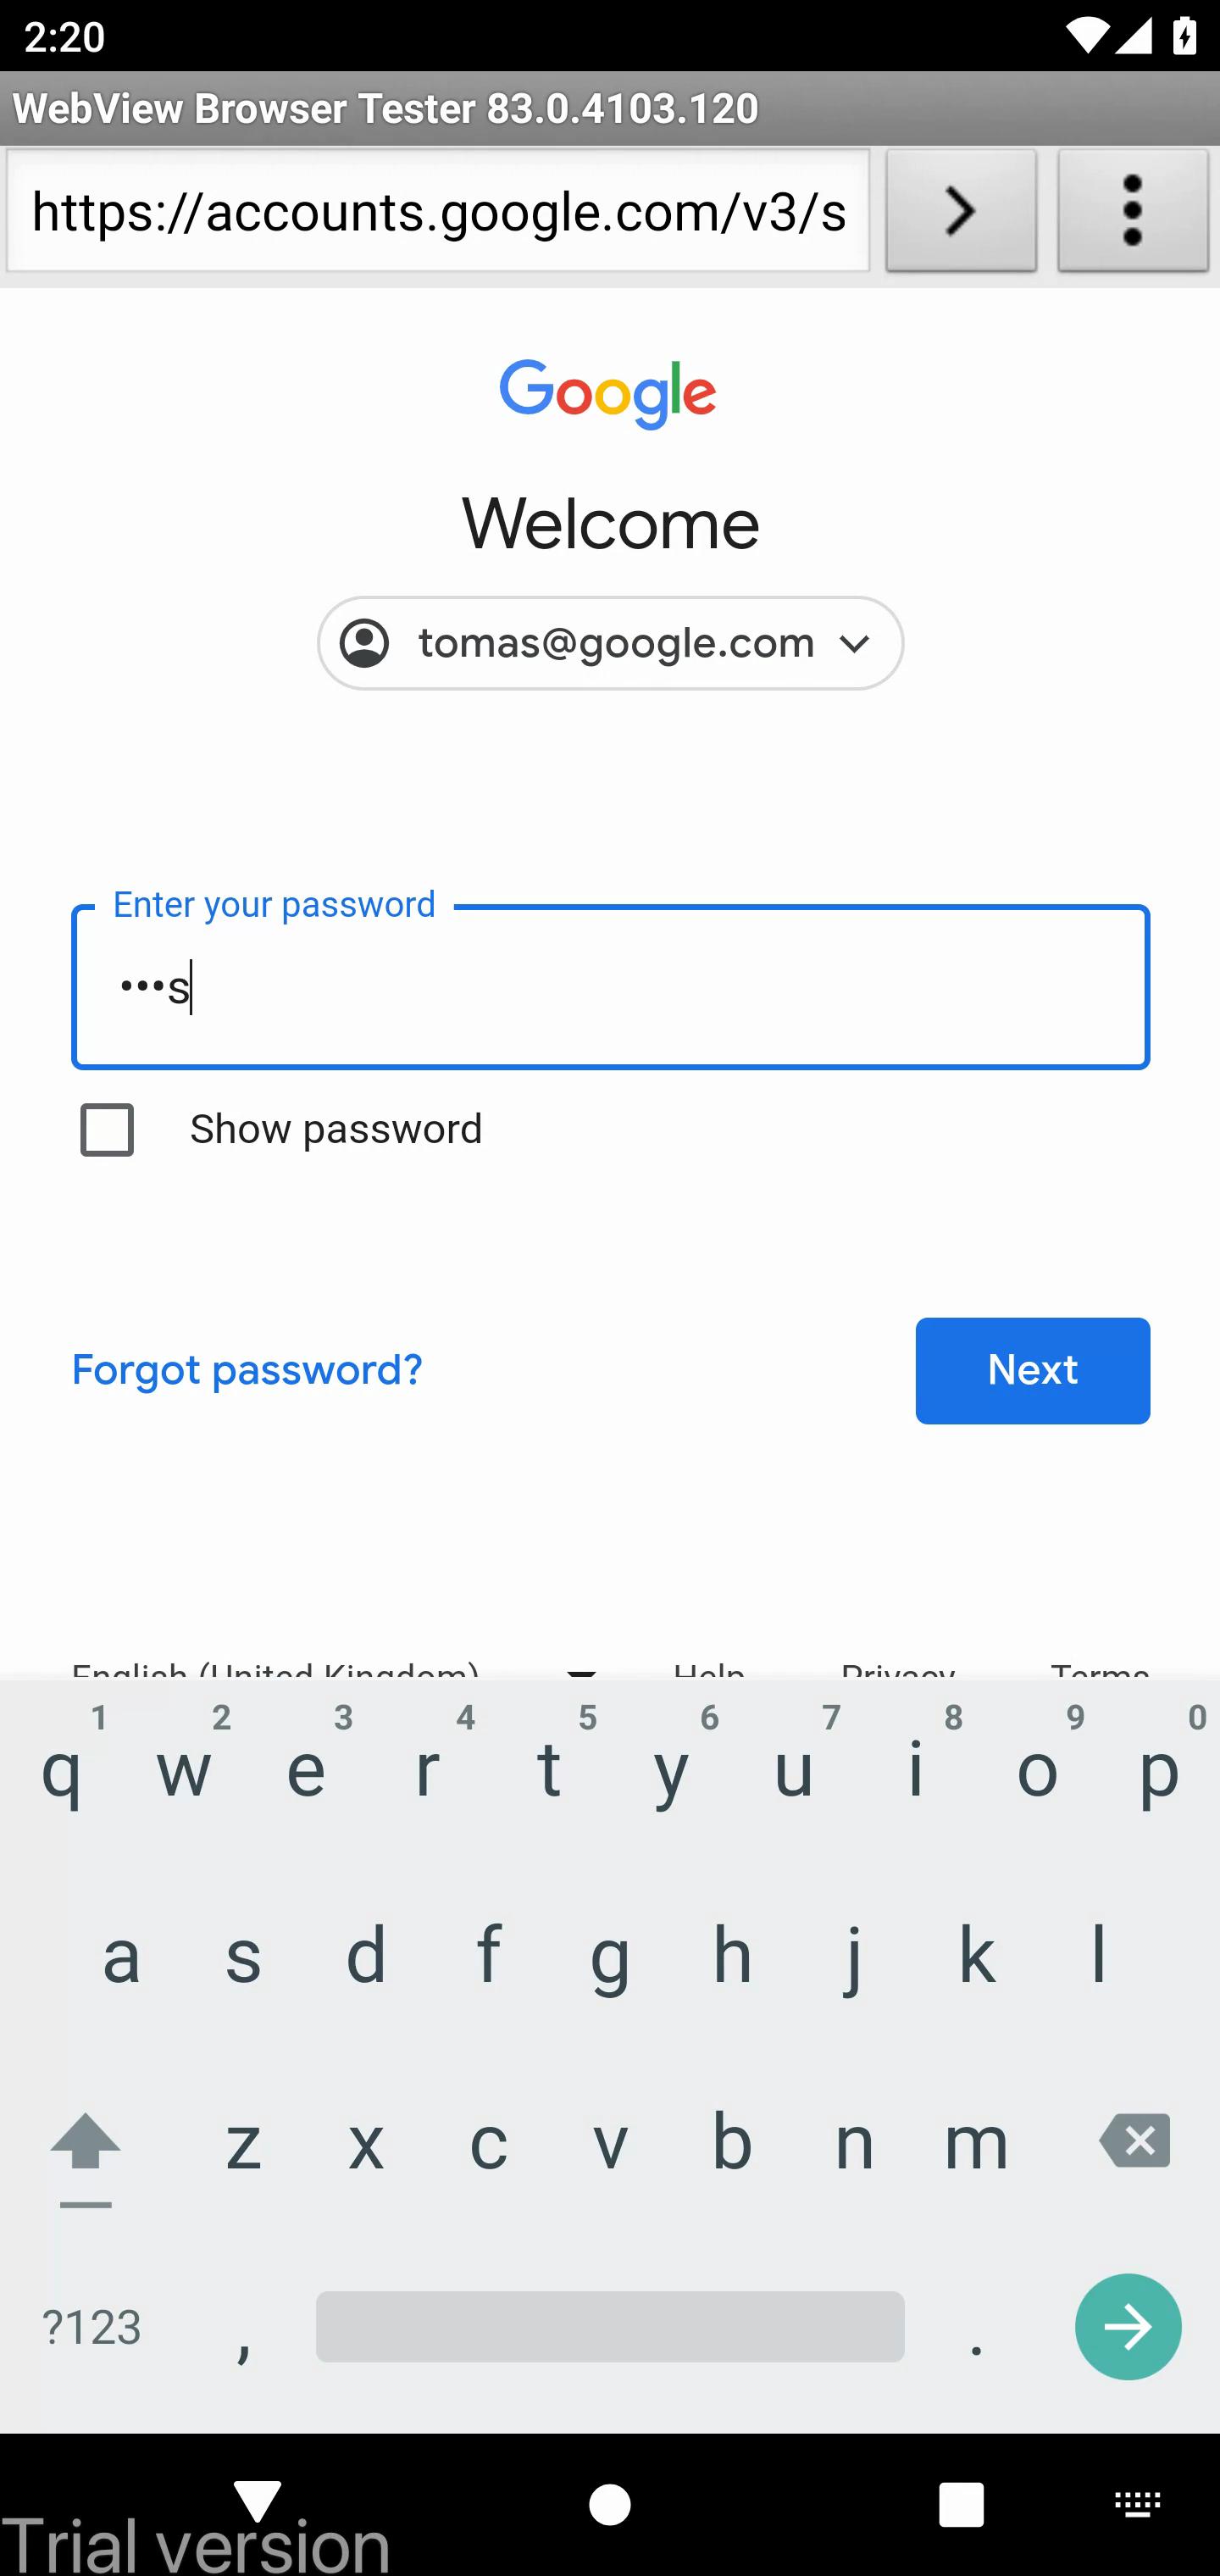 2:20
WebView Browser Tester 83.0.4103.120
https://accounts.google.com/v3/s
Google
Welcome
tomas@google.com
Enter your password
•••s
Show password
Forgot password?
Next
English (United Kingdom) Help Privacy Terms
1 2 3 4 5 6 7 8 9 0
q w e r t y u i o p
a s d f g h j k l
z x c v b n m
?123 , .
Trial version